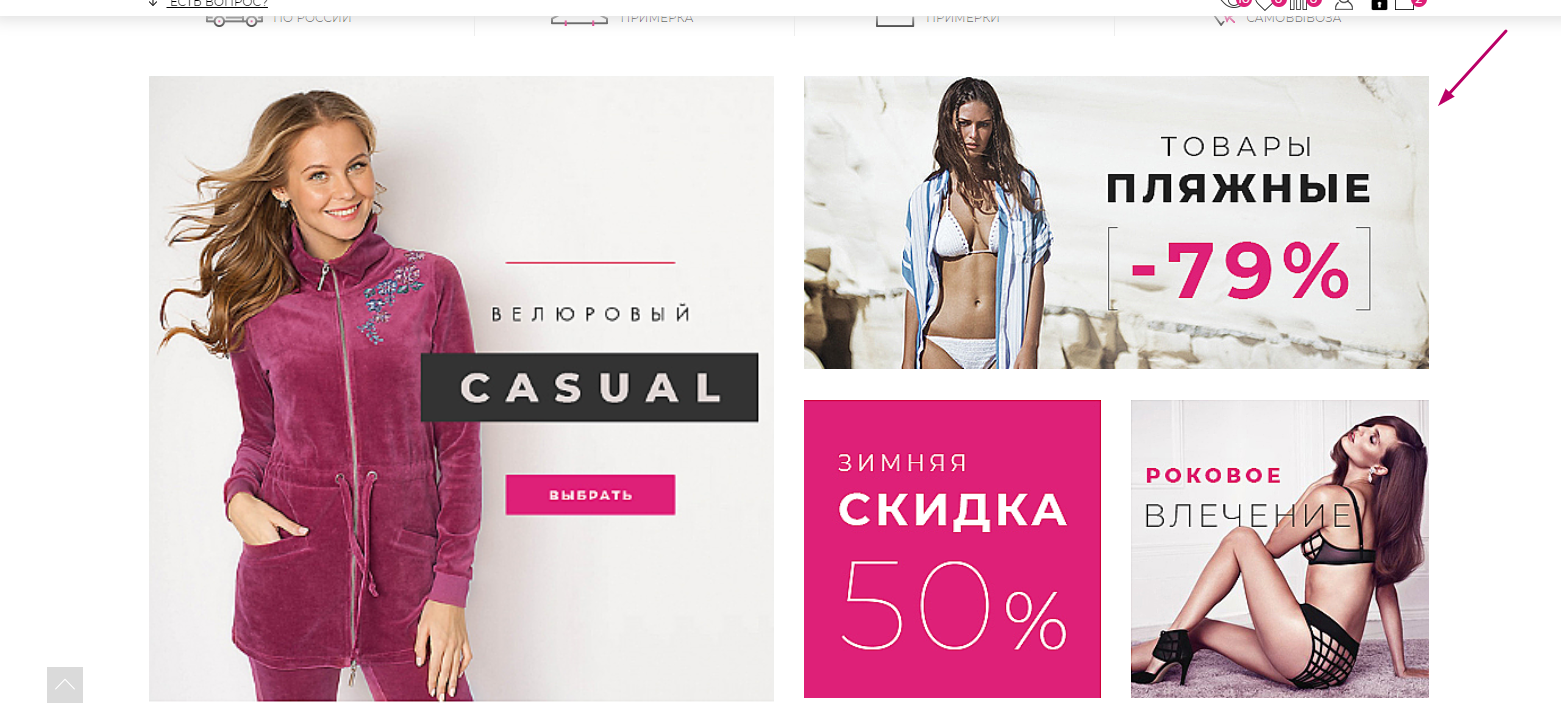 ЕСТЬ ВОПРОС?
ПО РОССИИ
ПРИМЕРКА
ПРИМЕРКИ
САМОВЫВОЗА
ВЕЛЮРОВЫЙ
CASUAL
ВЫБРАТЬ
ТОВАРЫ
ПЛЯЖНЫЕ
-79%
ЗИМНЯЯ
СКИДКА
50%
РОКОВОЕ
ВЛЕЧЕНИЕ